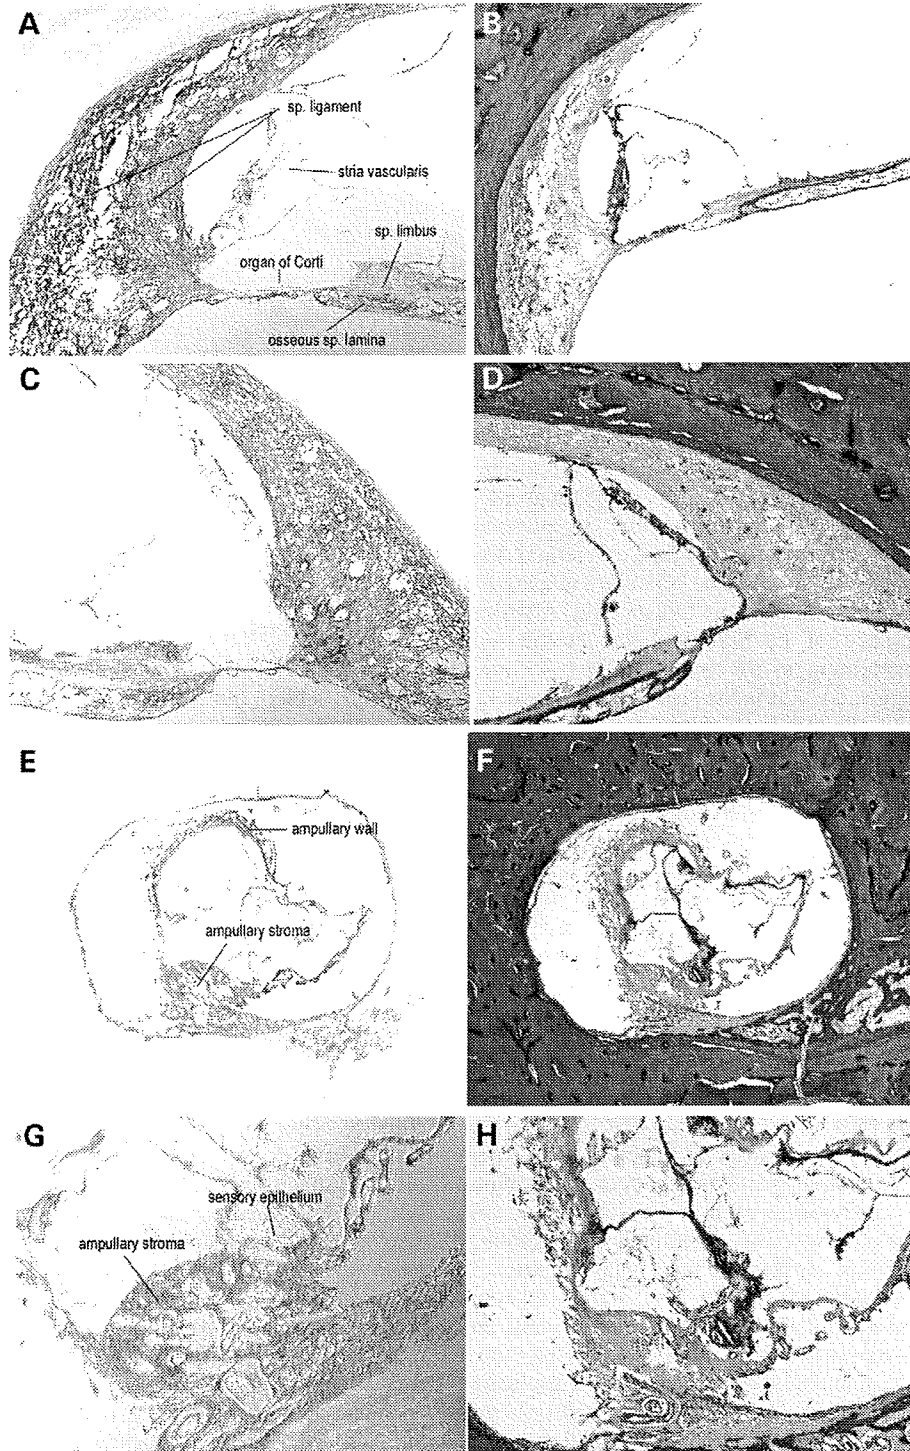 A
B
sp. ligament
stria vascularis
sp. limbus
organ of Corti
osseous sp. lamina
C
D
E
F
ampullary wall
ampullary stroma
G
H
sensory epithelium
ampullary stroma